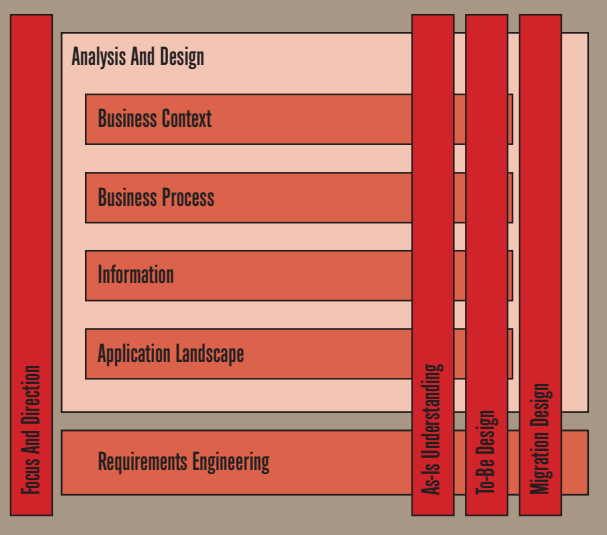 Analysis And Design
Business Context
Business Process
Information
Application Landscape
Requirements Engineering
Focus And Direction
As-Is Understanding
To-Be Design
Migration Design